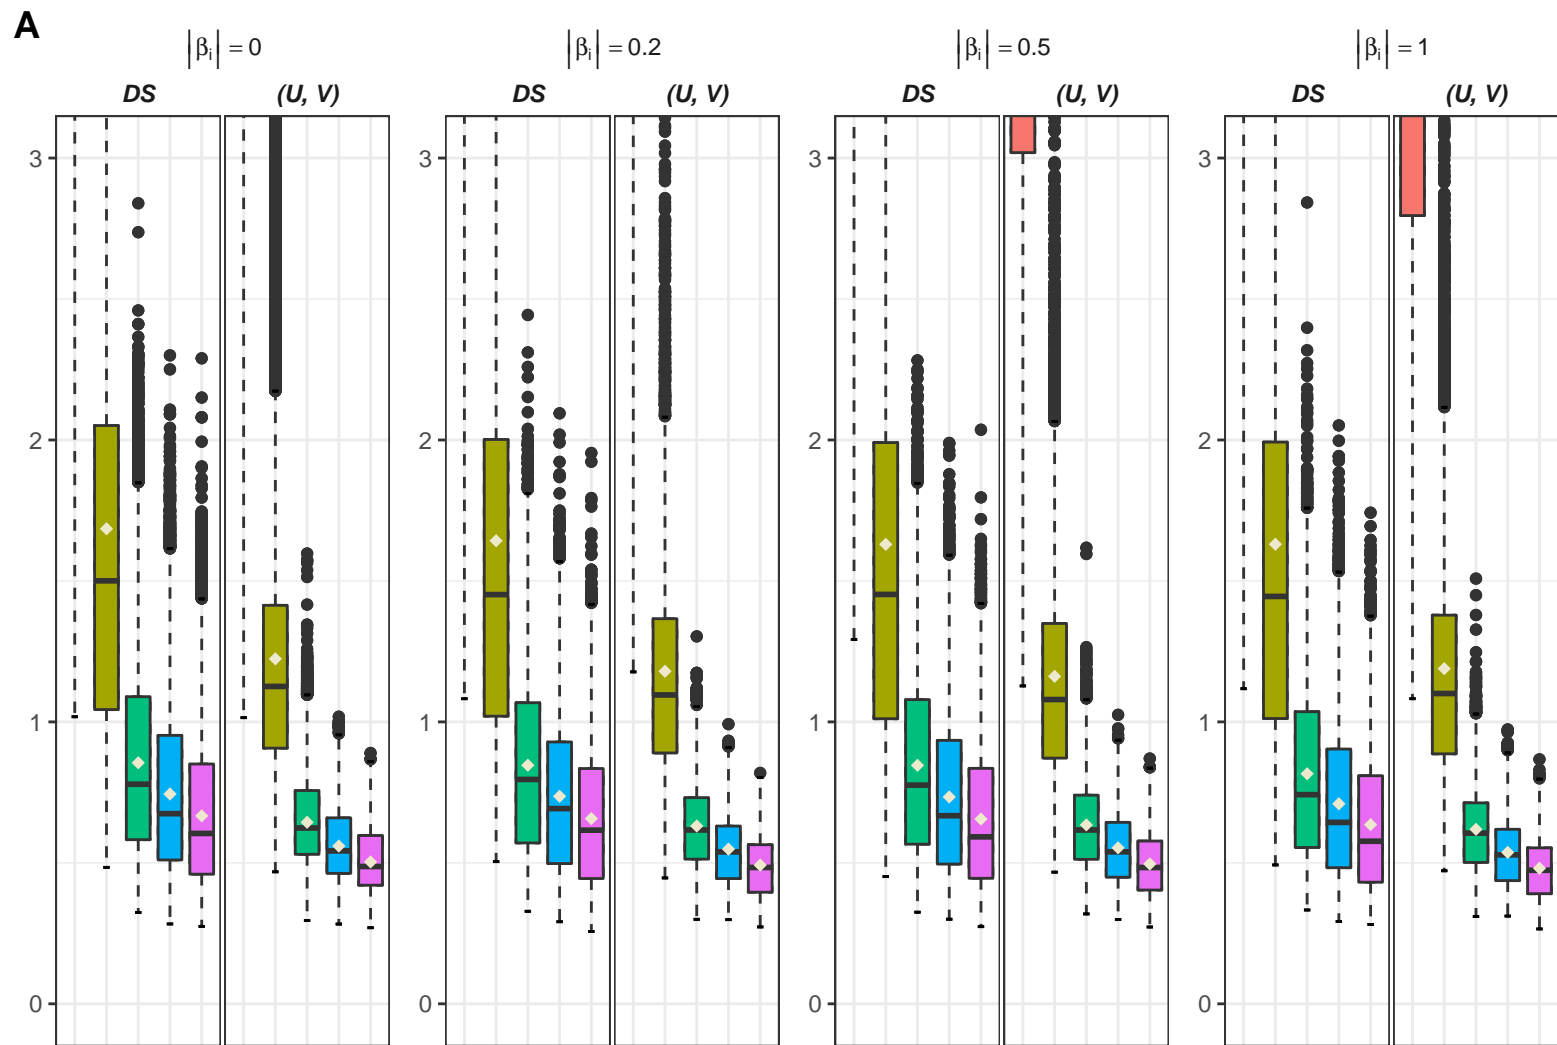 A
|βi| = 0 |βi| = 0.2 |βi| = 0.5 |βi| = 1
DS (U, V) DS (U, V) DS (U, V) DS (U, V)
3 3 3 3
2 2 2 2
1 1 1 1
0 0 0 0